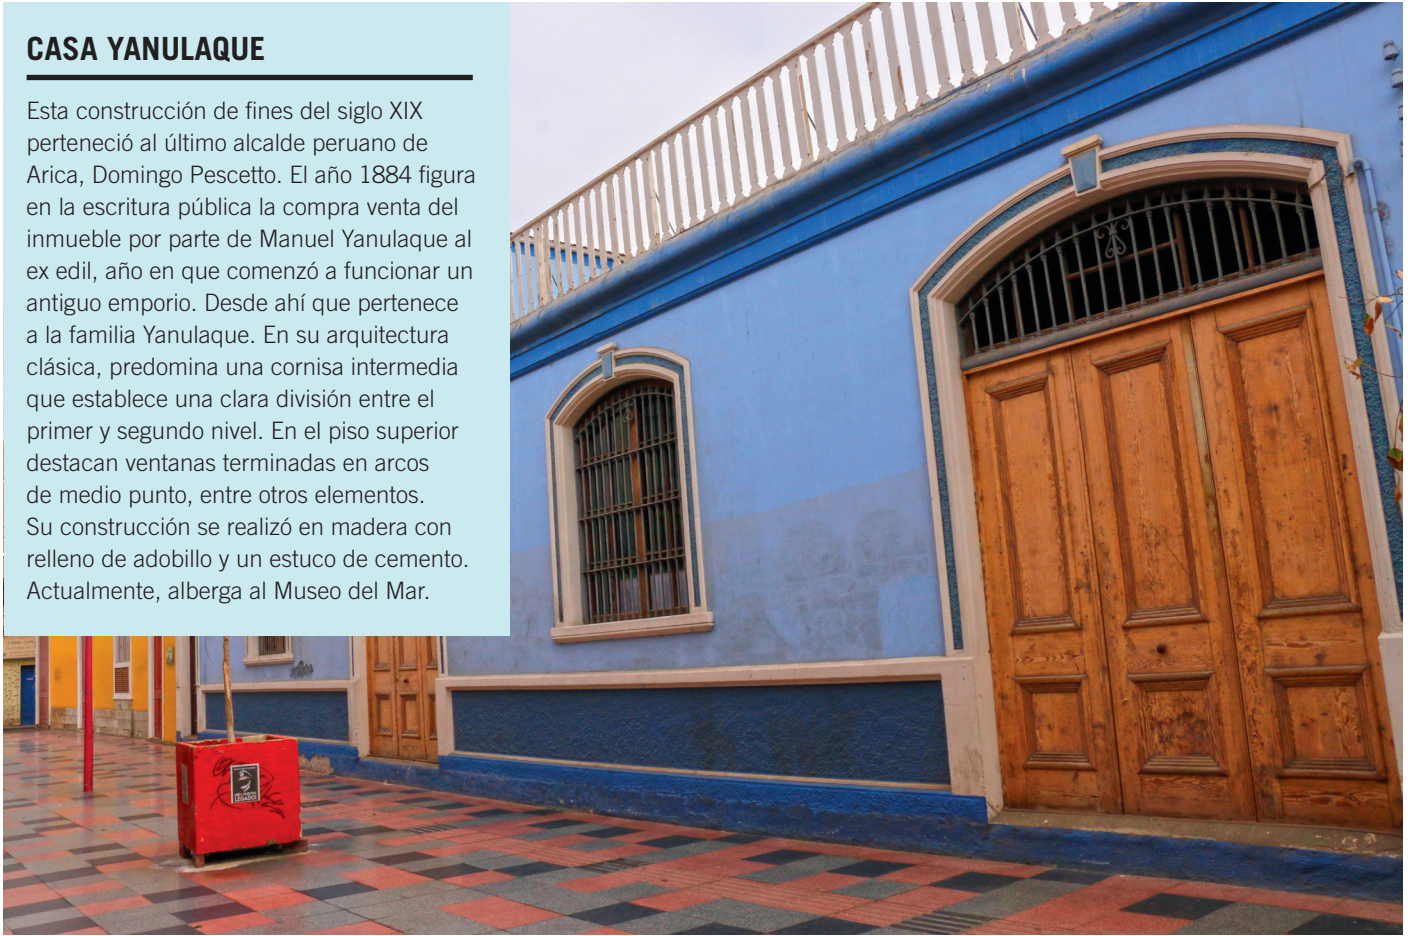 CASA YANULAQUE
Esta construcción de fines del siglo XIX
perteneció al último alcalde peruano de
Arica, Domingo Pescetto. El año 1884 figura
en la escritura pública la compra venta del
inmueble por parte de Manuel Yanulaque al
ex edil, año en que comenzó a funcionar un
antiguo emporio. Desde ahí que pertenece
a la familia Yanulaque. En su arquitectura
clásica, predomina una cornisa intermedia
que establece una clara división entre el
primer y segundo nivel. En el piso superior
destacan ventanas terminadas en arcos
de medio punto, entre otros elementos.
Su construcción se realizó en madera con
relleno de adobillo y un estuco de cemento.
Actualmente, alberga al Museo del Mar.
LEGADO